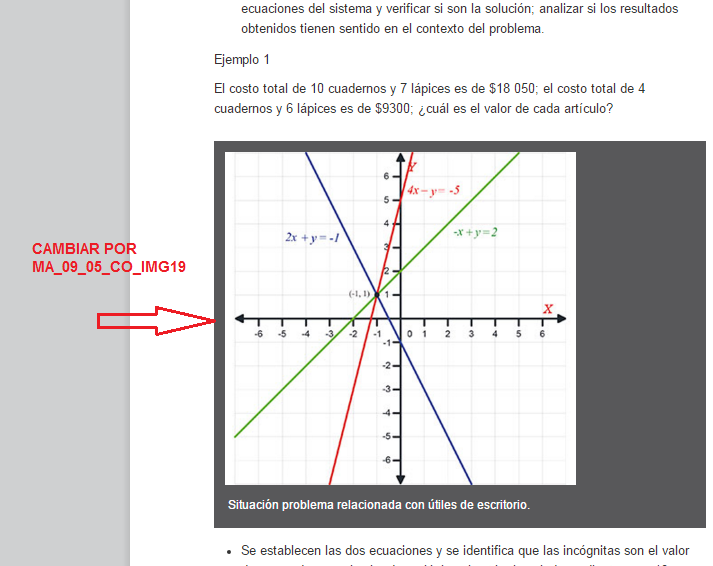 ecuaciones del sistema y verificar si son la solución; analizar si los resultados
obtenidos tienen sentido en el contexto del problema.
Ejemplo 1
El costo total de 10 cuadernos y 7 lápices es de $18 050; el costo total de 4
cuadernos y 6 lápices es de $9300; ¿cuál es el valor de cada artículo?
CAMBIAR POR
MA_09_05_CO_IMG19
Y
6
4x – y= -5
5
4
2x + y = -1
-x + y = 2
3
2
(-1, 1)
1
X
-6 -5 -4 -3 -2 -1 0 1 2 3 4 5 6
-1
-2
-3
-4
-5
-6
Situación problema relacionada con útiles de escritorio.
• Se establecen las dos ecuaciones y se identifica que las incógnitas son el valor